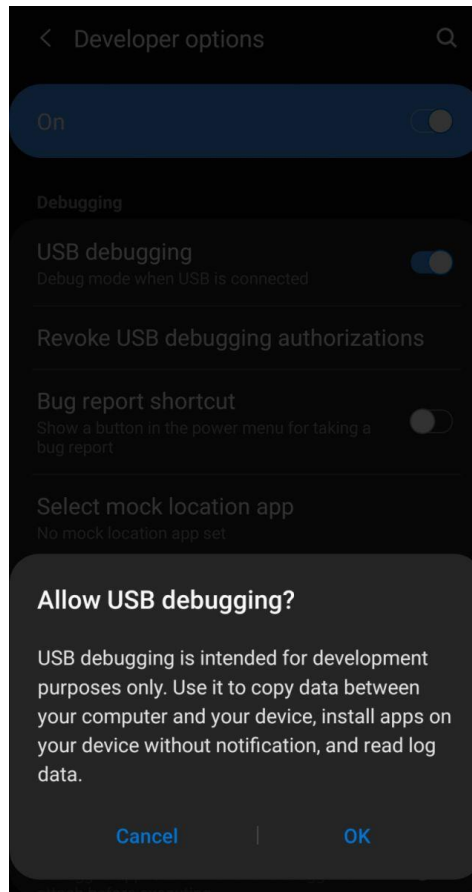 Developer options
On
Debugging
USB debugging
Debug mode when USB is connected
Revoke USB debugging authorizations
Bug report shortcut
Show a button in the power menu for taking a
bug report
Select mock location app
No mock location app set
Allow USB debugging?
USB debugging is intended for development
purposes only. Use it to copy data between
your computer and your device, install apps on
your device without notification, and read log
data.
Cancel
OK